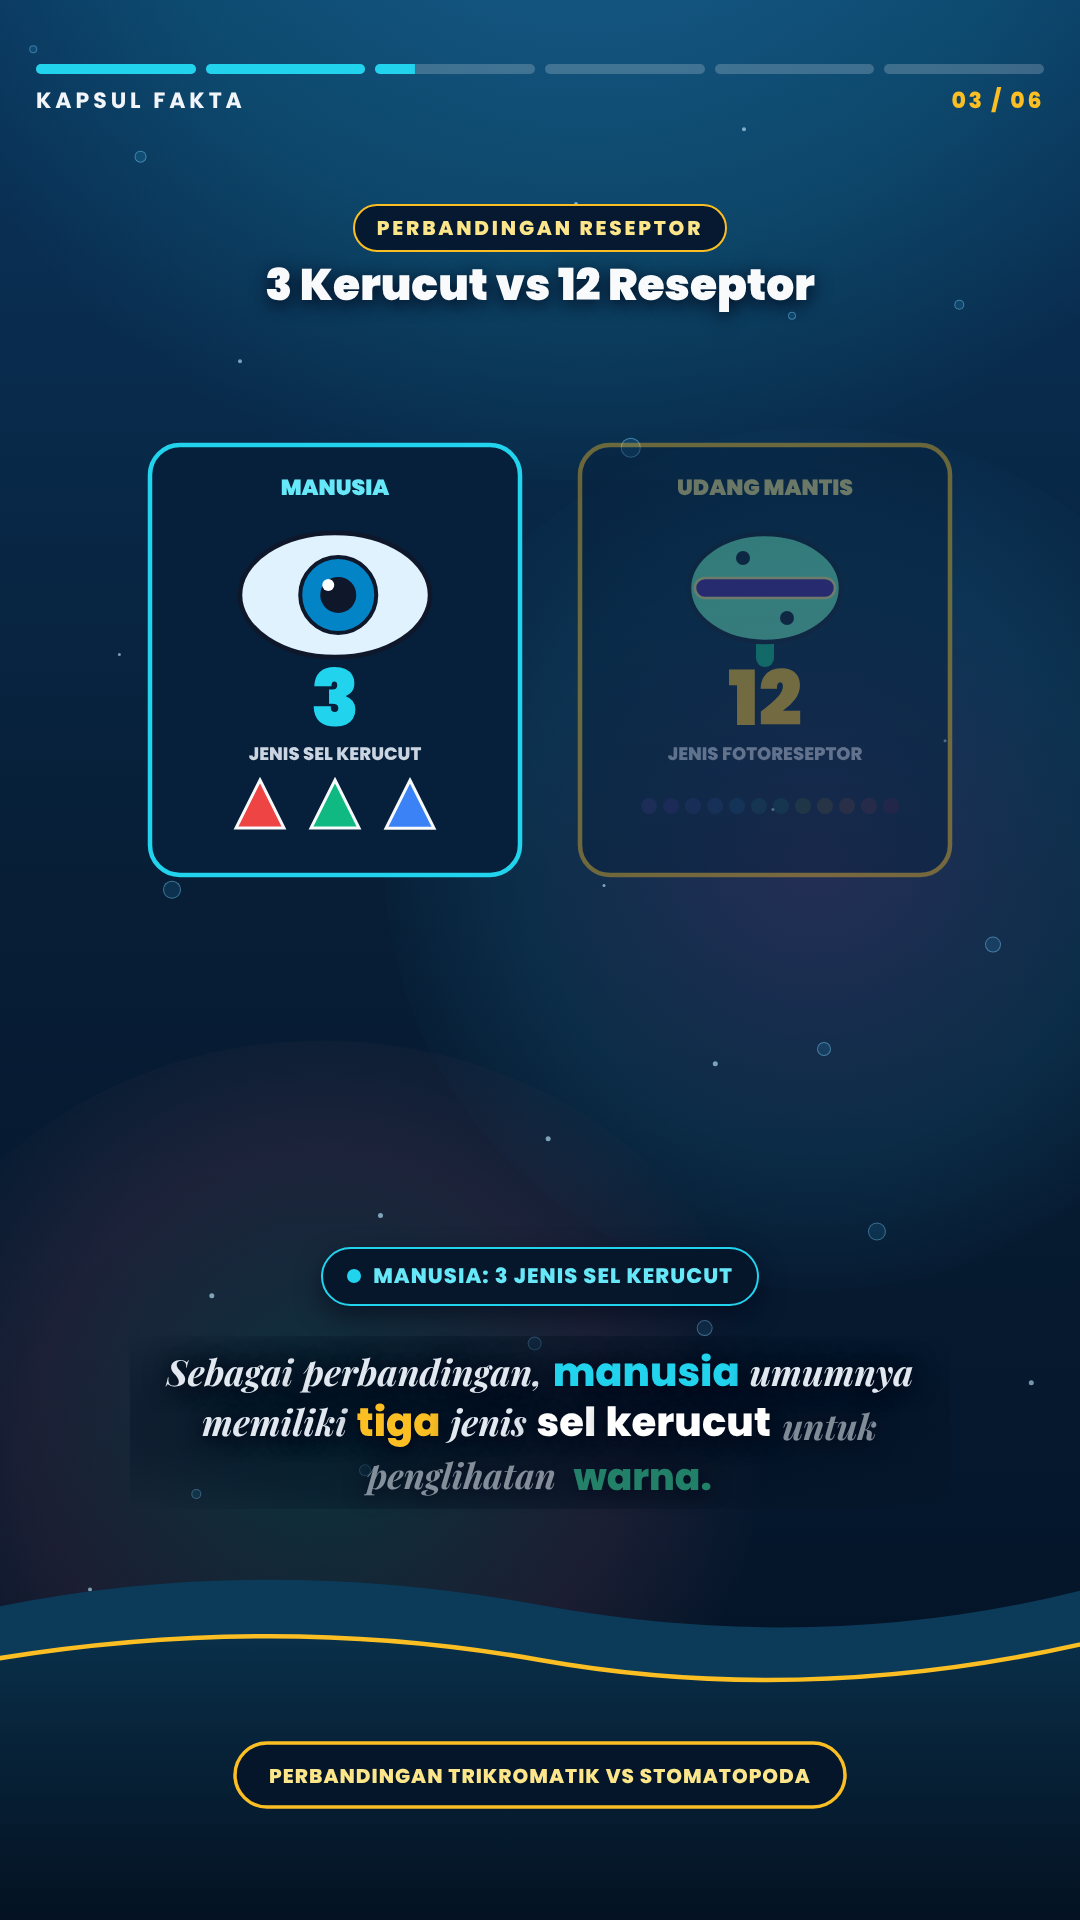 KAPSUL FAKTA
03 / 06
PERBANDINGAN RESEPTOR
3 Kerucut vs 12 Reseptor
MANUSIA
3
JENIS SEL KERUCUT
UDANG MANTIS
12
JENIS FOTORESEPTOR
MANUSIA: 3 JENIS SEL KERUCUT
Sebagai perbandingan, manusia umumnya
memiliki tiga jenis sel kerucut untuk
penglihatan warna.
PERBANDINGAN TRIKROMATIK VS STOMATOPODA